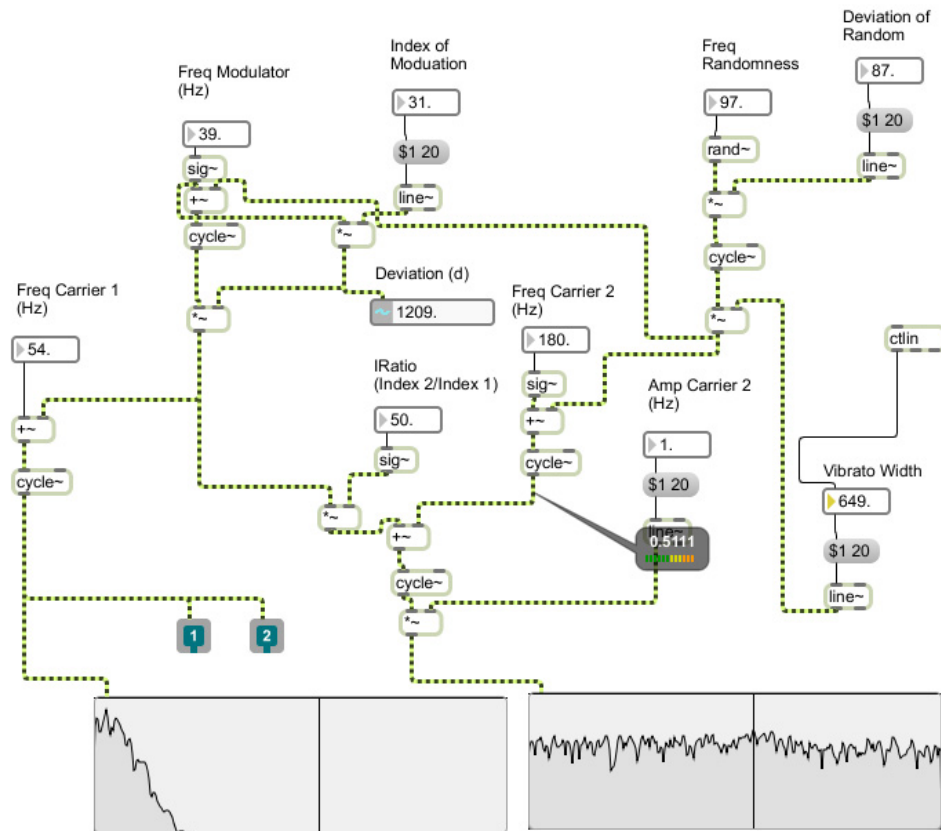 Deviation of
Random
87.
$1 20
line~
Freq
Randomness
97.
rand~
*~
cycle~
*~
Index of
Moduation
31.
$1 20
line~
*~
Freq Modulator
(Hz)
39.
sig~
+~
cycle~
*~
Deviation (d)
~ 1209.
Freq Carrier 1
(Hz)
54.
+~
cycle~
1
2
IRatio
(Index 2/Index 1)
50.
sig~
*~
Freq Carrier 2
(Hz)
180.
sig~
+~
cycle~
+~
cycle~
*~
Amp Carrier 2
(Hz)
1.
$1 20
line~
0.5111
ctlin
Vibrato Width
649.
$1 20
line~